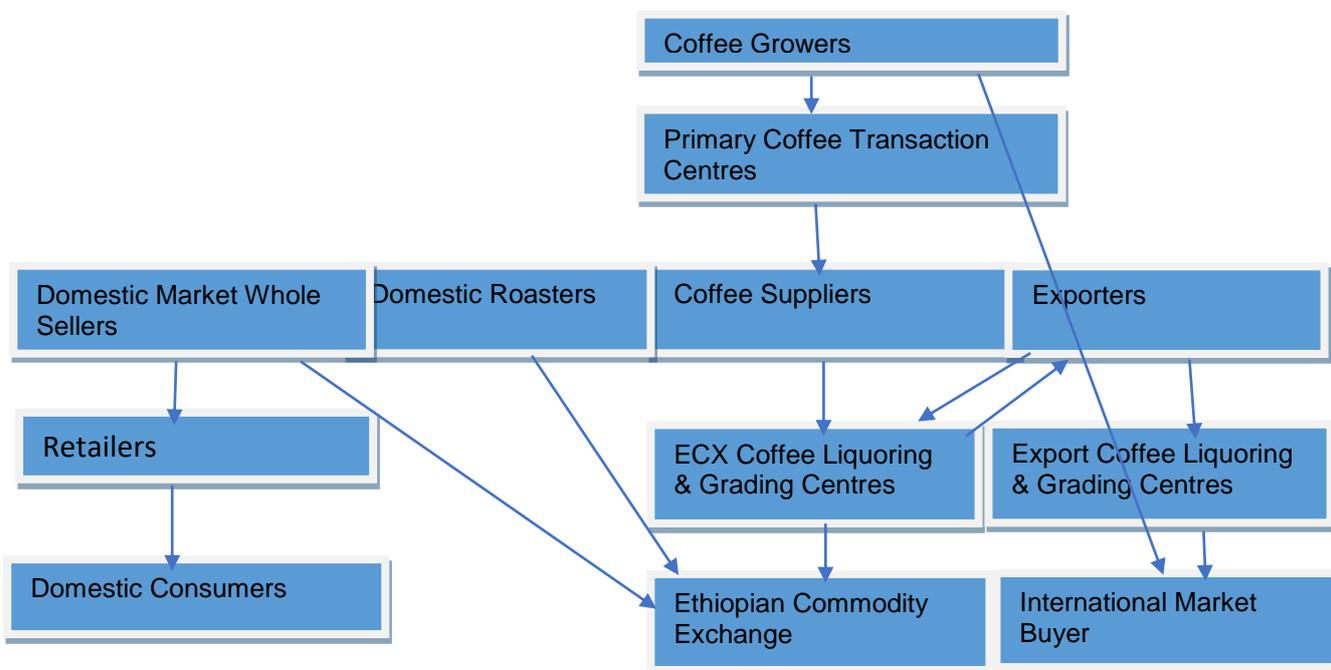 Coffee Growers
Primary Coffee Transaction
Centres
Domestic Market Whole
Sellers
Domestic Roasters
Coffee Suppliers
Exporters
Retailers
ECX Coffee Liquoring
& Grading Centres
Export Coffee Liquoring
& Grading Centres
Domestic Consumers
Ethiopian Commodity
Exchange
International Market
Buyer